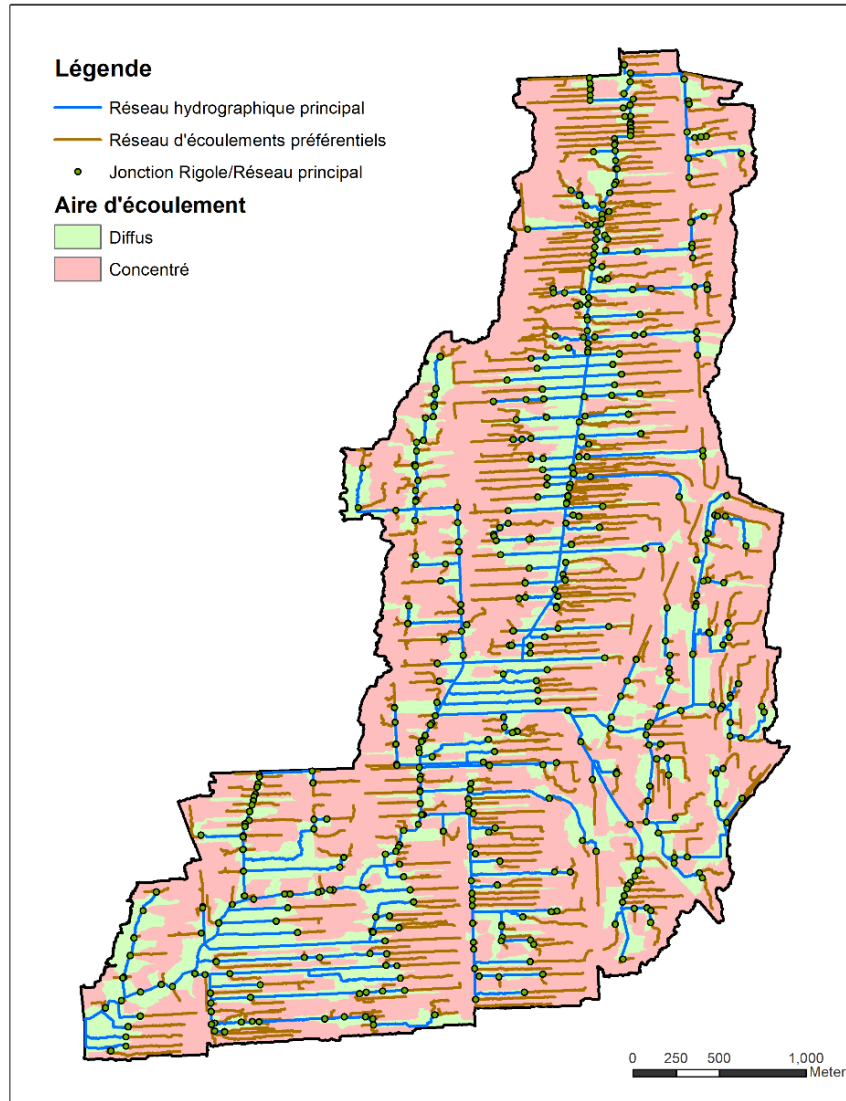 Légende
Réseau hydrographique principal
Réseau d'écoulements préférentiels
Jonction Rigole/Réseau principal
Aire d'écoulement
Diffus
Concentré
0 250 500 1,000
Meter